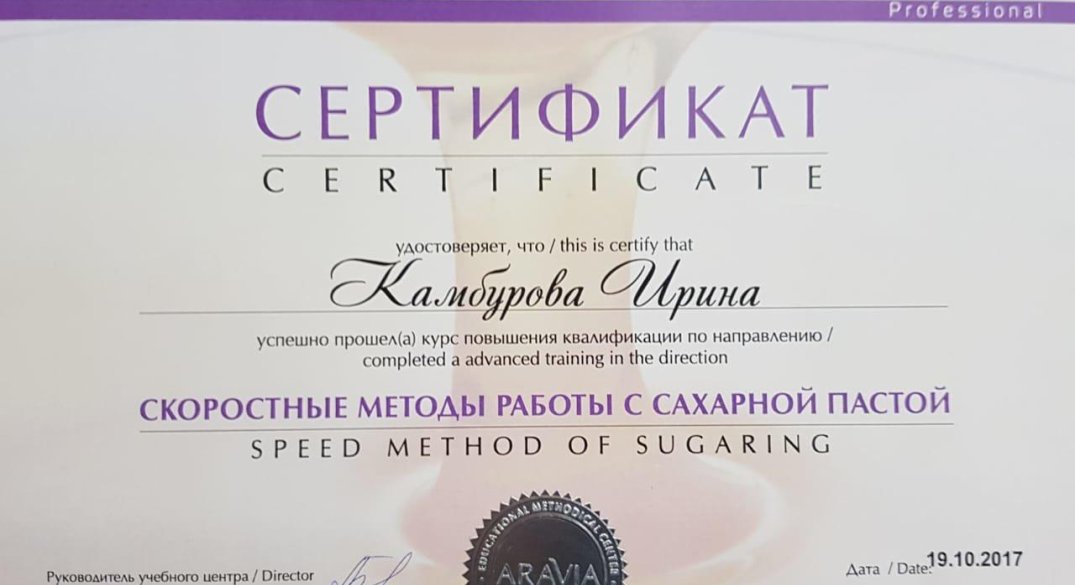 Professional
СЕРТИФИКАТ
CERTIFICATE
удостоверяет, что / this is certify that
Камбурова Ирина
успешно прошел(а) курс повышения квалификации по направлению /
completed a advanced training in the direction
СКОРОСТНЫЕ МЕТОДЫ РАБОТЫ С САХАРНОЙ ПАСТОЙ
SPEED METHOD OF SUGARING
EDUCATIONAL METHODICAL CENTER
ARAVIA
Руководитель учебного центра / Director
Дата / Date: 19.10.2017